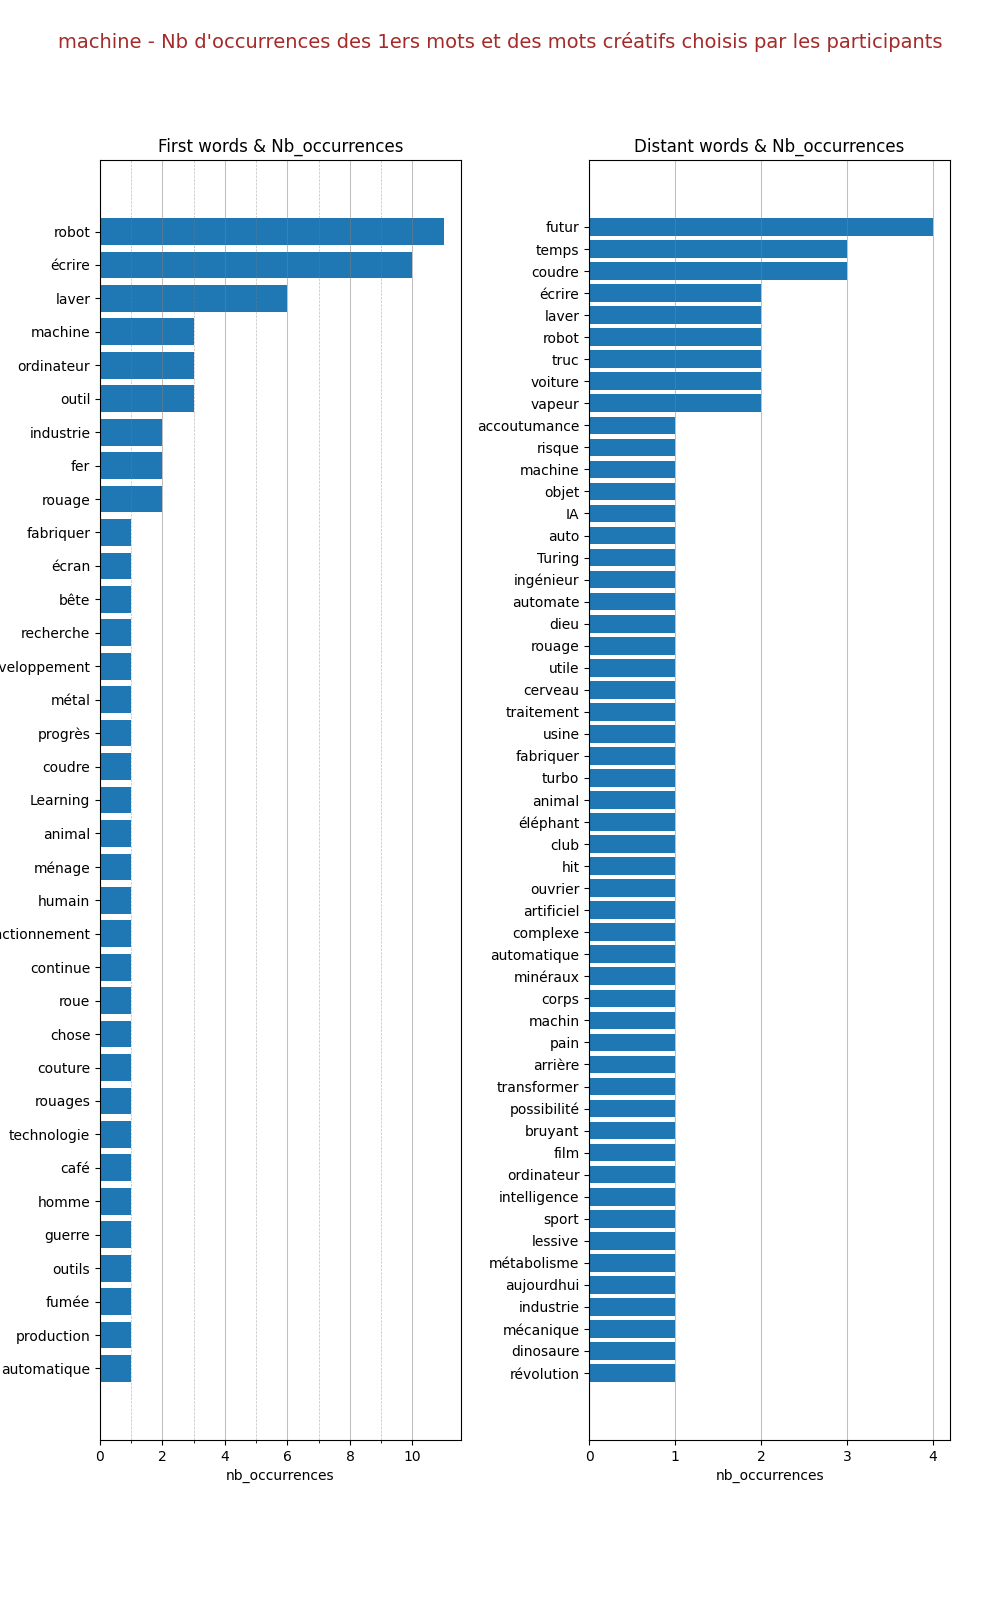 machine - Nb d'occurrences des 1ers mots et des mots créatifs choisis par les participants
First words & Nb_occurrences
robot
écrire
laver
machine
ordinateur
outil
industrie
fer
rouage
fabriquer
écran
bête
recherche
veloppement
métal
progrès
coudre
Learning
animal
ménage
humain
ctionnement
continue
roue
chose
couture
rouages
technologie
café
homme
guerre
outils
fumée
production
automatique
0 2 4 6 8 10
nb_occurrences
Distant words & Nb_occurrences
futur
temps
coudre
écrire
laver
robot
truc
voiture
vapeur
accoutumance
risque
machine
objet
IA
auto
Turing
ingénieur
automate
dieu
rouage
utile
cerveau
traitement
usine
fabriquer
turbo
animal
éléphant
club
hit
ouvrier
artificiel
complexe
automatique
minéraux
corps
machin
pain
arrière
transformer
possibilité
bruyant
film
ordinateur
intelligence
sport
lessive
métabolisme
aujourdhui
industrie
mécanique
dinosaure
révolution
0 1 2 3 4
nb_occurrences